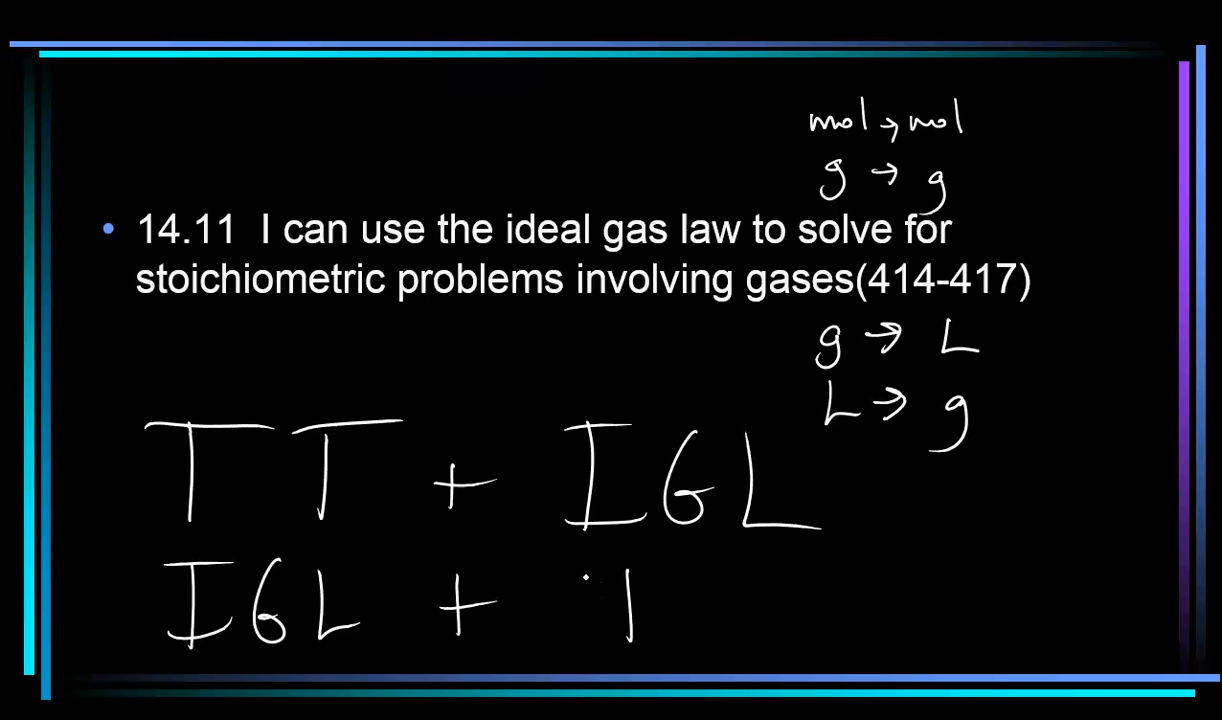 mol → mol
g → g
• 14.11 I can use the ideal gas law to solve for
stoichiometric problems involving gases(414-417)
g → L
L → g
TT + IGL
IGL +